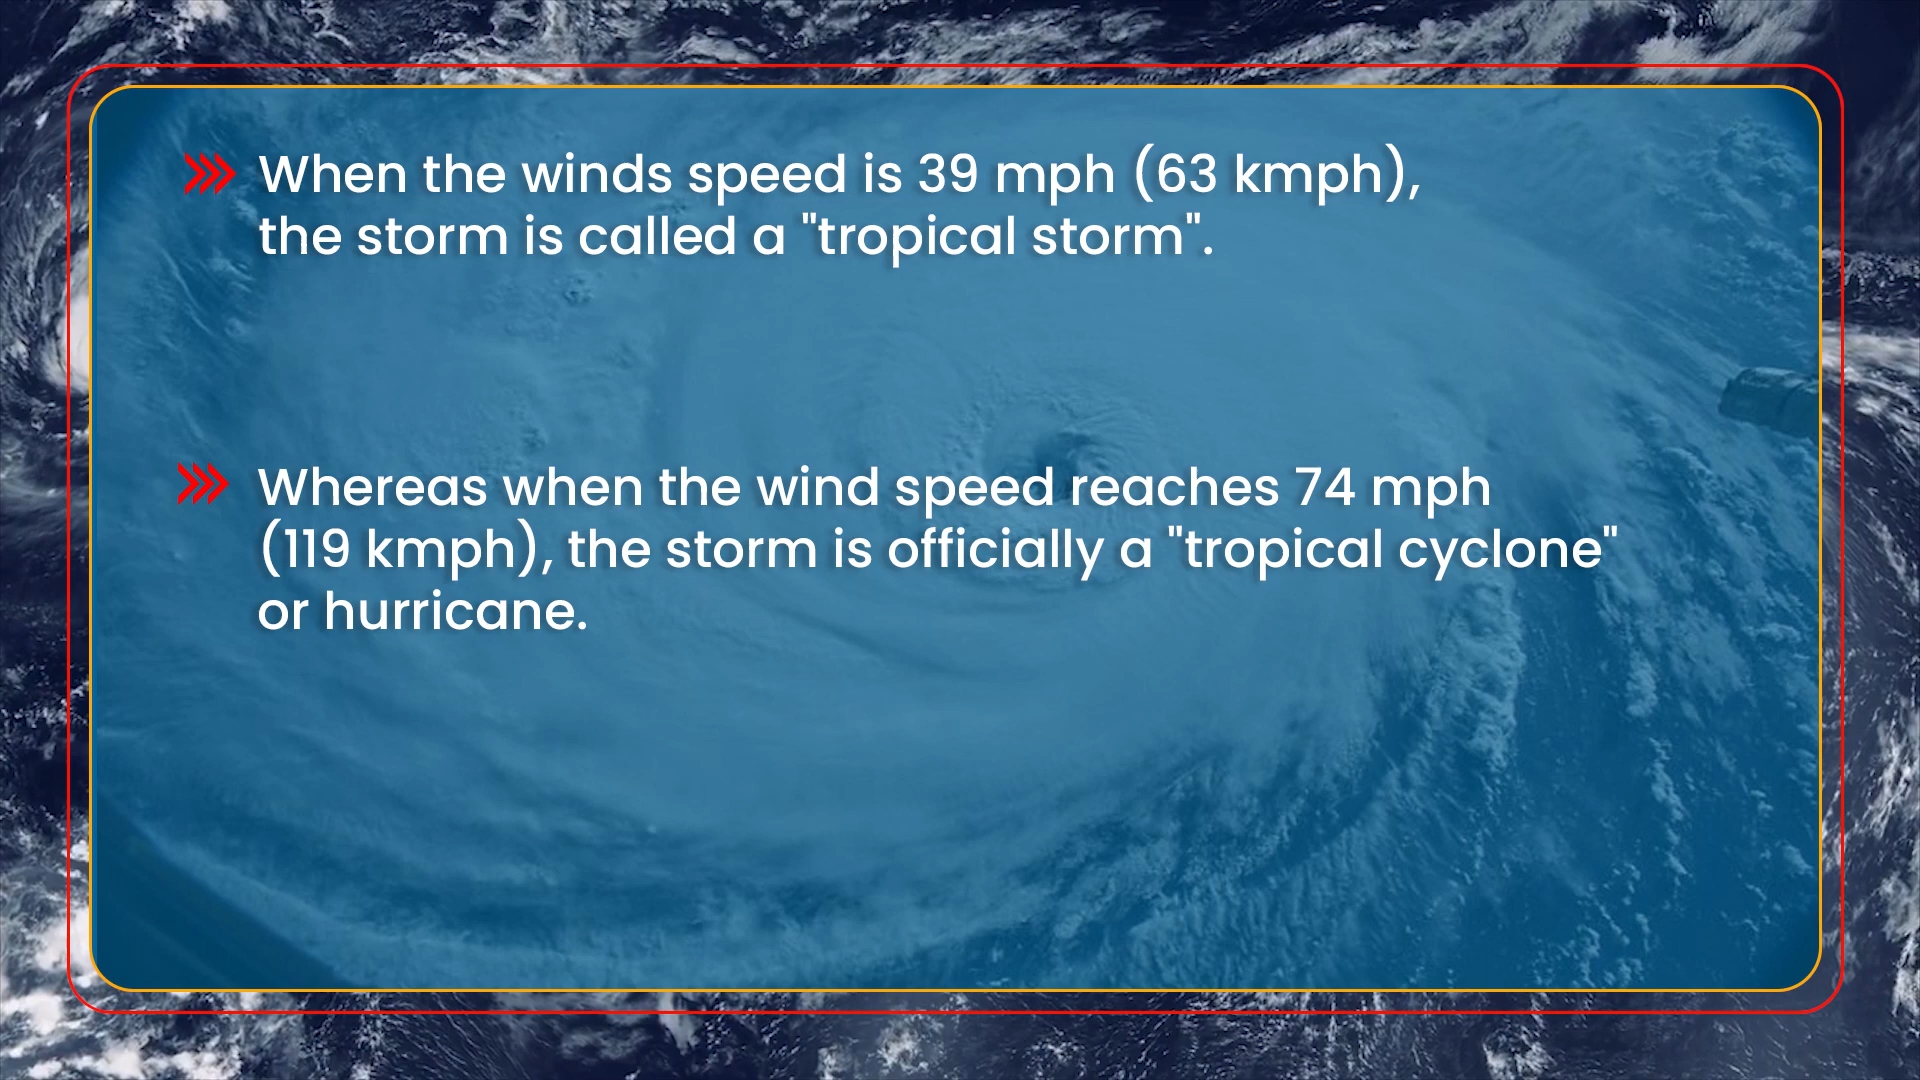 When the winds speed is 39 mph (63 kmph),
the storm is called a "tropical storm".
Whereas when the wind speed reaches 74 mph
(119 kmph), the storm is officially a "tropical cyclone"
or hurricane.